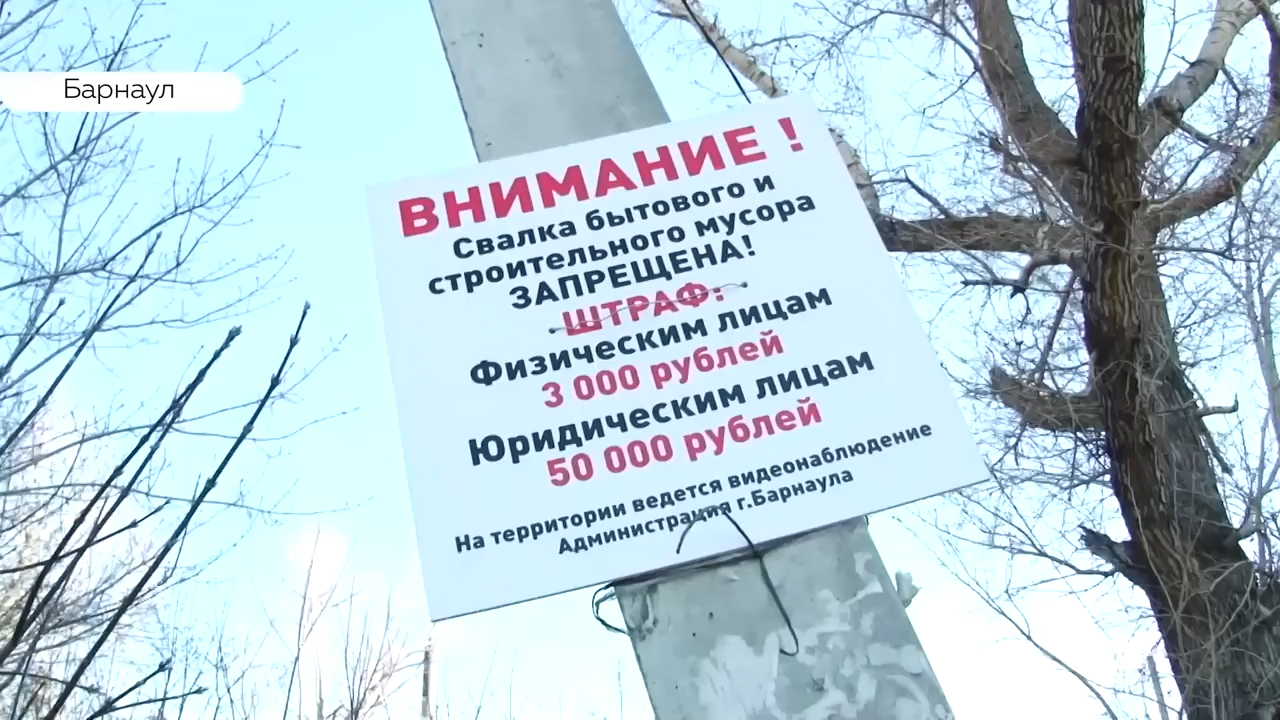 Барнаул
ВНИМАНИЕ !
Свалка бытового и
строительного мусора
ЗАПРЕЩЕНА!
ШТРАФ:
Физическим лицам
3 000 рублей
Юридическим лицам
50 000 рублей
На территории ведется видеонаблюдение
Администрация г.Барнаула